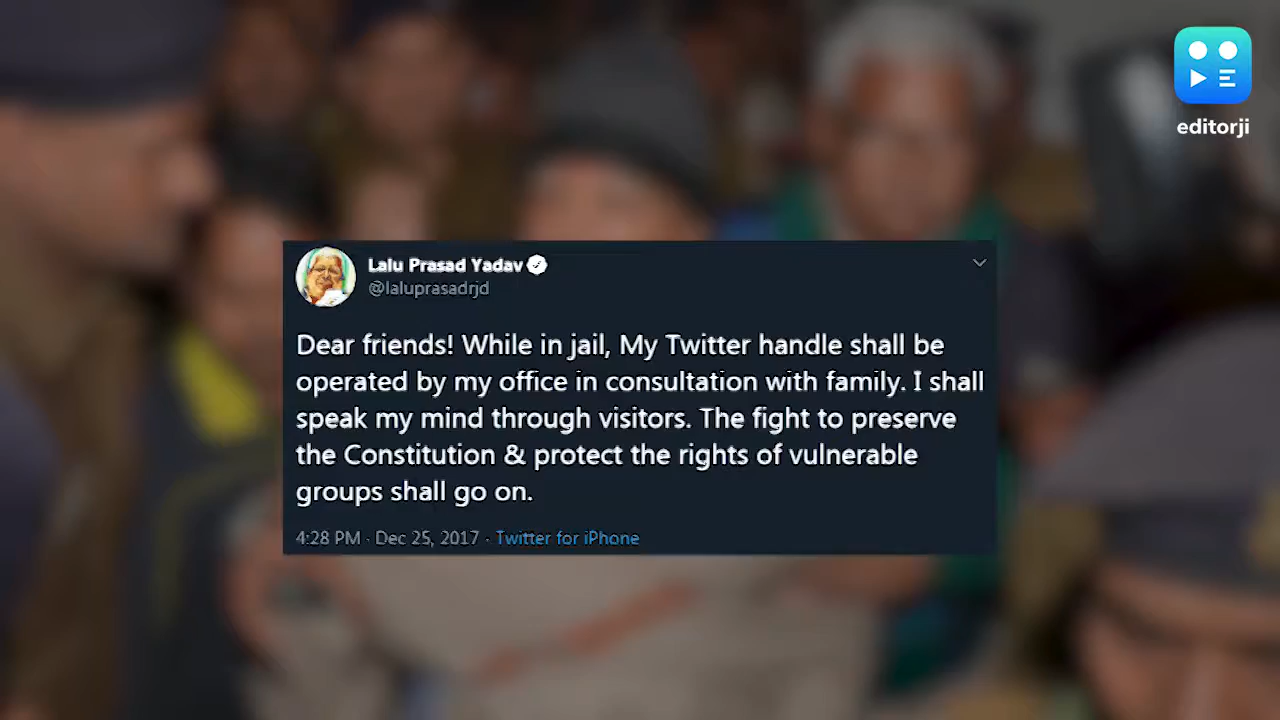 editorji
Lalu Prasad Yadav
@laluprasadrjd
Dear friends! While in jail, My Twitter handle shall be
operated by my office in consultation with family. I shall
speak my mind through visitors. The fight to preserve
the Constitution & protect the rights of vulnerable
groups shall go on.
4:28 PM · Dec 25, 2017 · Twitter for iPhone